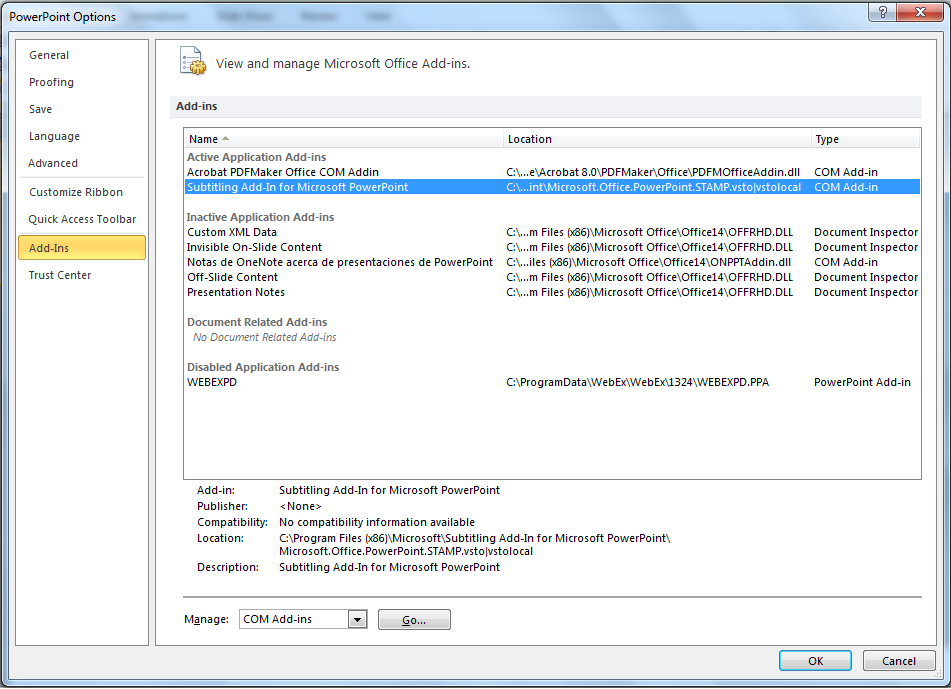 PowerPoint Options
General
Proofing
Save
Language
Advanced
Customize Ribbon
Quick Access Toolbar
Add-Ins
Trust Center
View and manage Microsoft Office Add-ins.
Add-ins
Name Location Type
Active Application Add-ins
Acrobat PDFMaker Office COM Addin C:\...e\Acrobat 8.0\PDFMaker\Office\PDFMOfficeAddin.dll COM Add-in
Subtitling Add-In for Microsoft PowerPoint C:\...int\Microsoft.Office.PowerPoint.STAMP.vsto|vstolocal COM Add-in
Inactive Application Add-ins
Custom XML Data C:\...m Files (x86)\Microsoft Office\Office14\OFFRHD.DLL Document Inspector
Invisible On-Slide Content C:\...m Files (x86)\Microsoft Office\Office14\OFFRHD.DLL Document Inspector
Notas de OneNote acerca de presentaciones de PowerPoint C:\...iles (x86)\Microsoft Office\Office14\ONPPTAddin.dll COM Add-in
Off-Slide Content C:\...m Files (x86)\Microsoft Office\Office14\OFFRHD.DLL Document Inspector
Presentation Notes C:\...m Files (x86)\Microsoft Office\Office14\OFFRHD.DLL Document Inspector
Document Related Add-ins
No Document Related Add-ins
Disabled Application Add-ins
WEBEXPD C:\ProgramData\WebEx\WebEx\1324\WEBEXPD.PPA PowerPoint Add-in
Add-in: Subtitling Add-In for Microsoft PowerPoint
Publisher: <None>
Compatibility: No compatibility information available
Location: C:\Program Files (x86)\Microsoft\Subtitling Add-In for Microsoft PowerPoint\
Microsoft.Office.PowerPoint.STAMP.vsto|vstolocal
Description: Subtitling Add-In for Microsoft PowerPoint
Manage: COM Add-ins Go...
OK Cancel